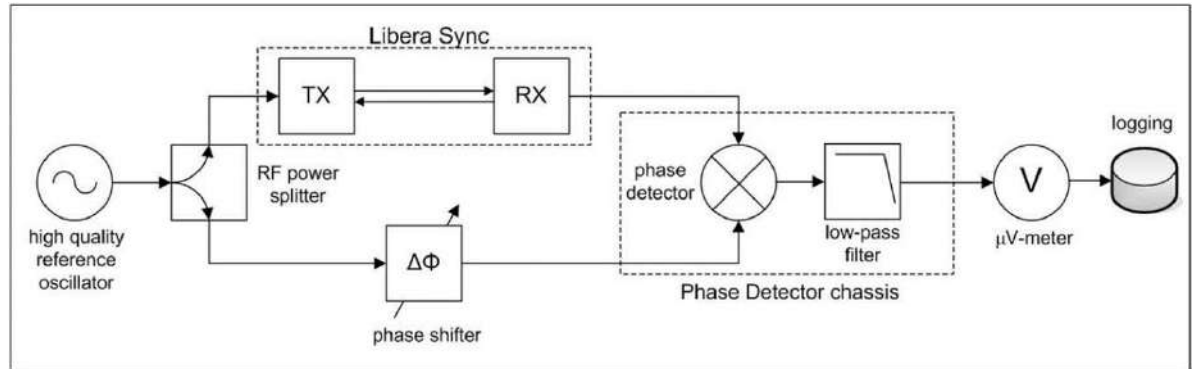 Libera Sync
TX
RX
logging
RF power
splitter
phase
detector
V
high quality
reference
oscillator
ΔΦ
low-pass
filter
μV-meter
phase shifter
Phase Detector chassis